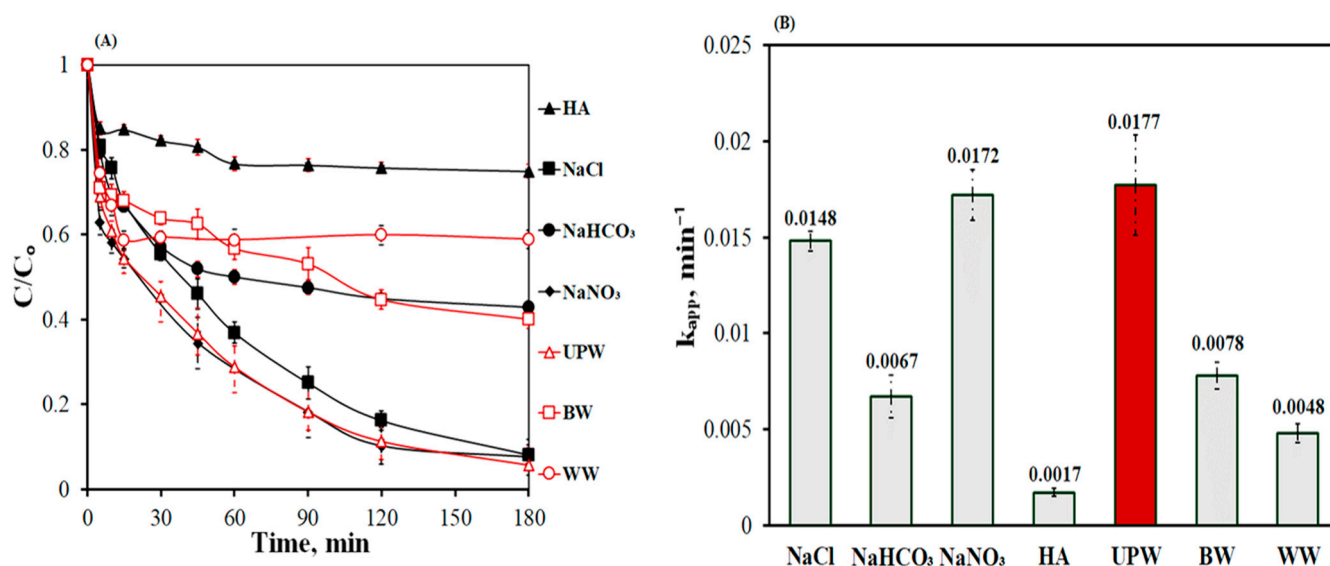 (A)
C/Cₒ
1
0.8
0.6
0.4
0.2
0
0
30
60
90
120
150
180
Time, min
HA
NaCl
NaHCO₃
NaNO₃
UPW
BW
WW
(B)
kapp, min⁻¹
0.025
0.02
0.015
0.01
0.005
0
0.0148
0.0067
0.0172
0.0017
0.0177
0.0078
0.0048
NaCl
NaHCO₃
NaNO₃
HA
UPW
BW
WW